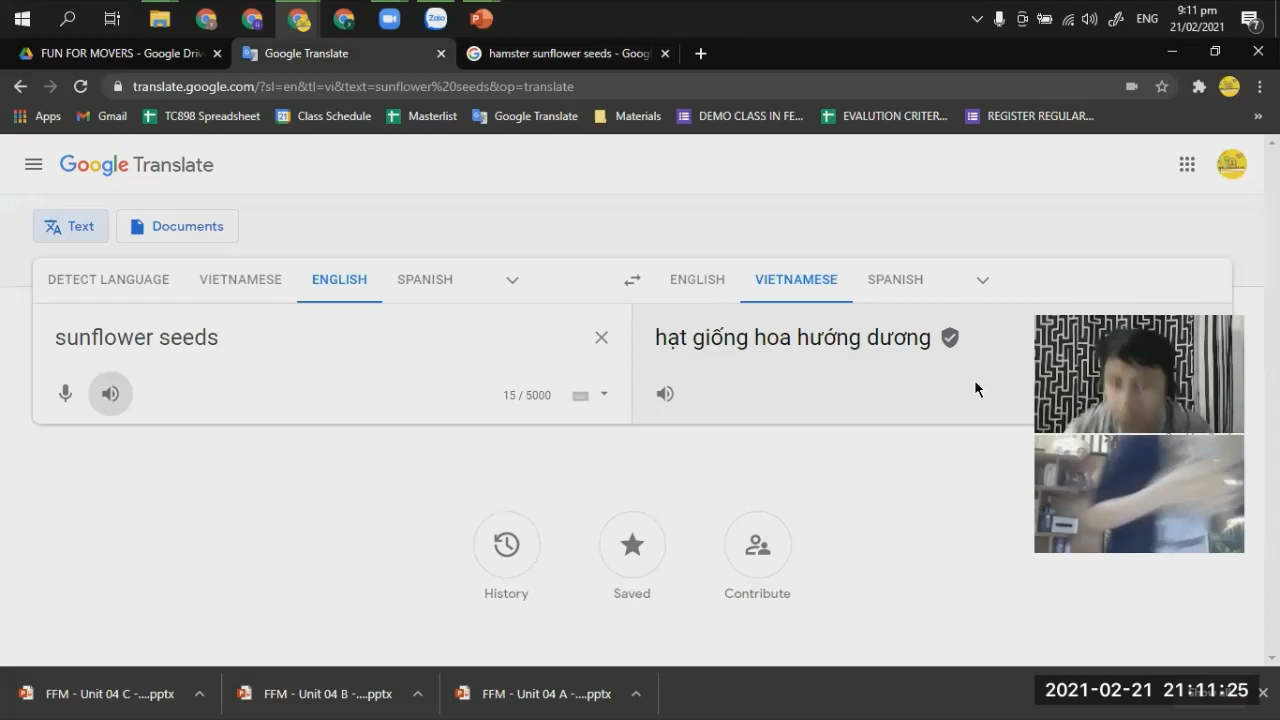 Zalo
ENG
9:11 pm
21/02/2021
7
FUN FOR MOVERS - Google Driv
Google Translate
hamster sunflower seeds - Goog
translate.google.com/?sl=en&tl=vi&text=sunflower%20seeds&op=translate
Apps
Gmail
TC898 Spreadsheet
Class Schedule
Masterlist
Google Translate
Materials
DEMO CLASS IN FE...
EVALUTION CRITER...
REGISTER REGULAR...
Google Translate
Text
Documents
DETECT LANGUAGE
VIETNAMESE
ENGLISH
SPANISH
ENGLISH
VIETNAMESE
SPANISH
sunflower seeds
hạt giống hoa hướng dương
15 / 5000
History
Saved
Contribute
FFM - Unit 04 C -....pptx
FFM - Unit 04 B -....pptx
FFM - Unit 04 A -....pptx
2021-02-21 21:11:25